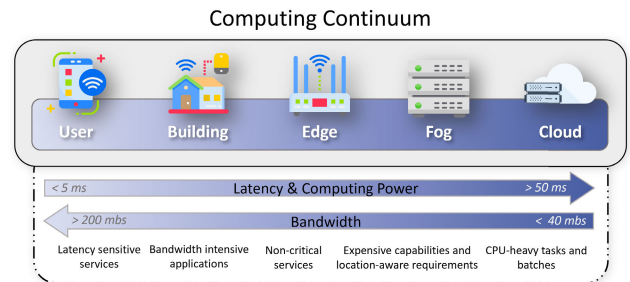 Computing Continuum
User Building Edge Fog Cloud
< 5 ms Latency & Computing Power > 50 ms
> 200 mbs Bandwidth < 40 mbs
Latency sensitive
services
Bandwidth intensive
applications
Non-critical
services
Expensive capabilities and
location-aware requirements
CPU-heavy tasks and
batches